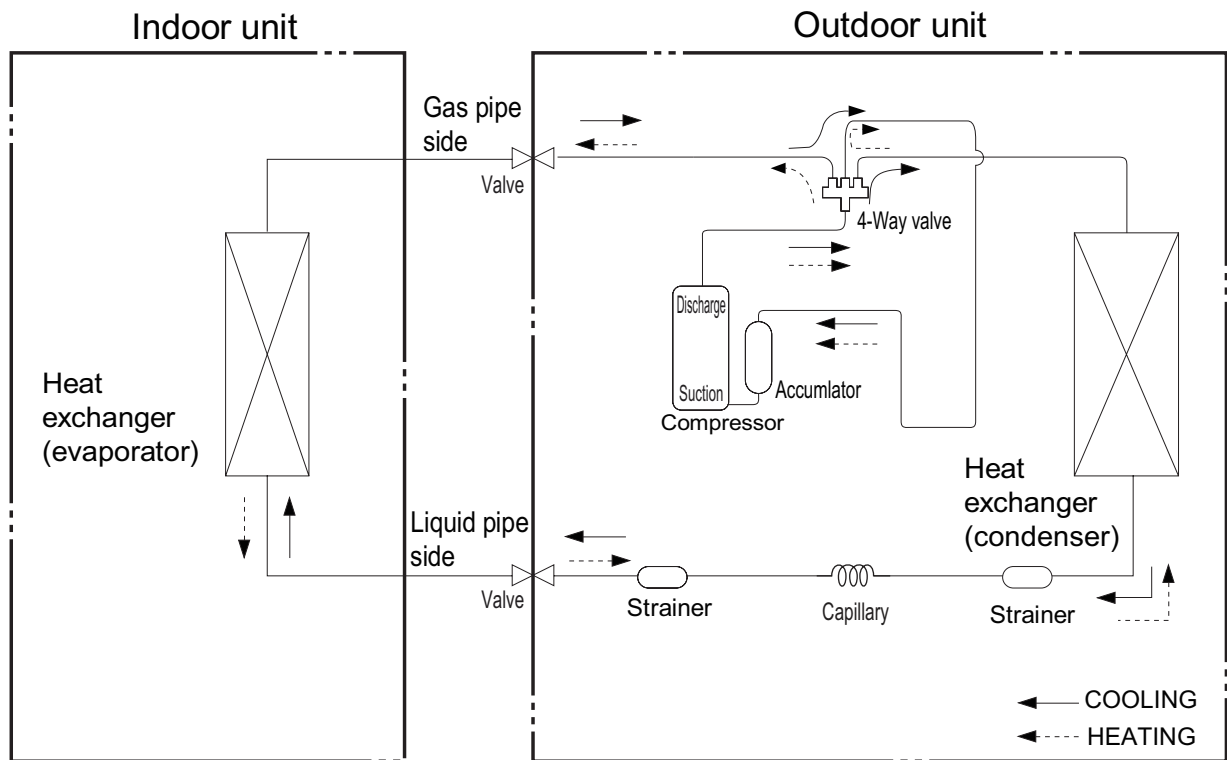 Indoor unit
Outdoor unit
Gas pipe
side
Valve
4-Way valve
Discharge
Suction
Compressor
Accumlator
Heat
exchanger
(evaporator)
Heat
exchanger
(condenser)
Liquid pipe
side
Valve
Strainer
Capillary
Strainer
COOLING
HEATING